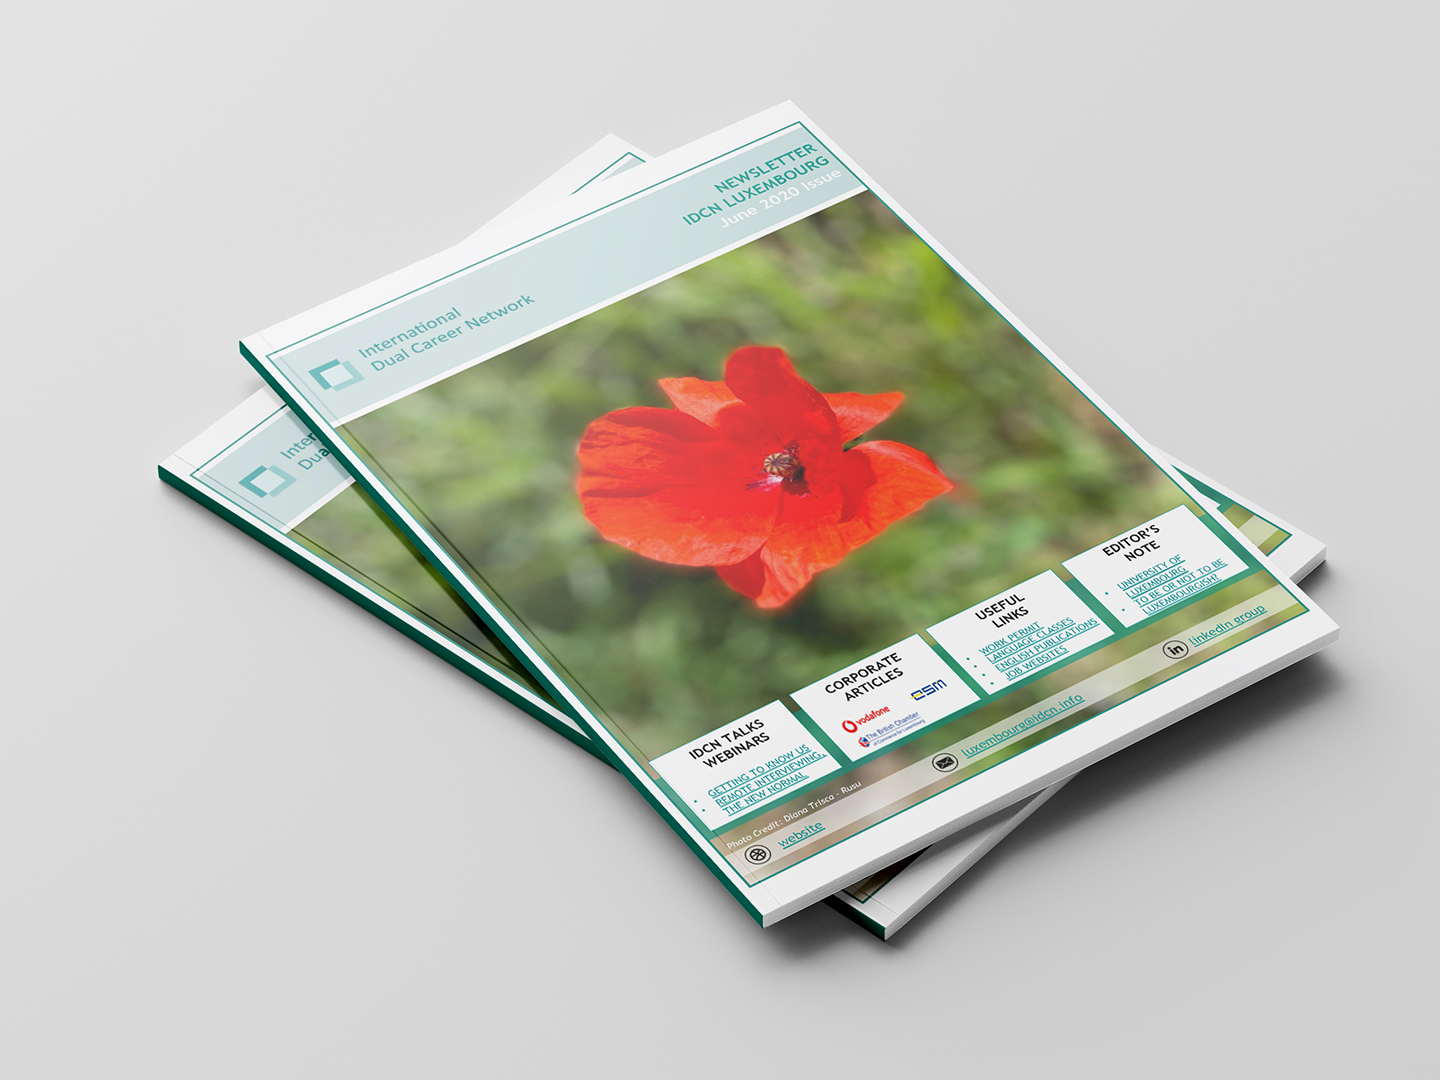 NEWSLETTER
IDCN LUXEMBOURG
June 2020 Issue
International
Dual Career Network
Inter
Dua
IDCN TALKS
WEBINARS
GETTING TO KNOW US
REMOTE INTERVIEWING,
THE NEW NORMAL
CORPORATE
ARTICLES
vodafone
ESM
The British Chamber
of Commerce for Luxembourg
USEFUL
LINKS
WORK PERMIT
LANGUAGE CLASSES
ENGLISH PUBLICATIONS
JOB WEBSITES
EDITOR'S
NOTE
UNIVERSITY OF
LUXEMBOURG
TO BE OR NOT TO BE
LUXEMBOURGISH?
Photo Credit: Diana Trisca - Rusu
website
luxembourg@idcn.info
in
linkedin group